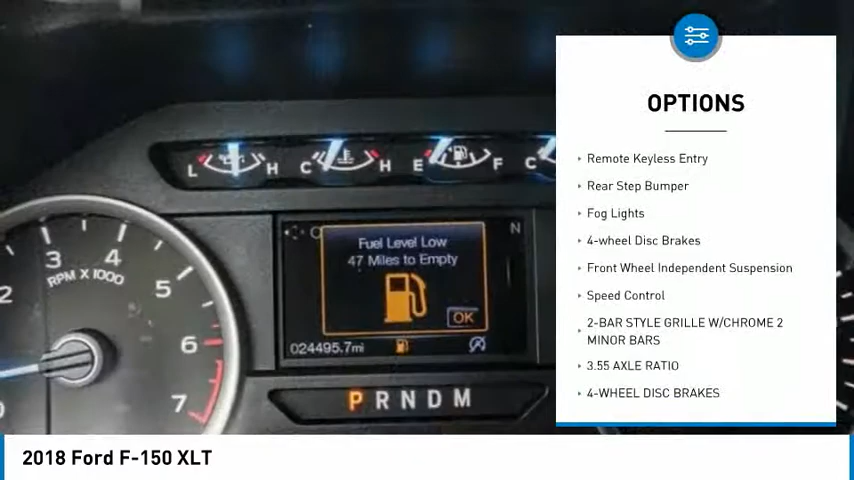 L H C H E F C
2 3 4 5 6 7
RPM X 1000
0
N
Fuel Level Low
47 Miles to Empty
OK
024495.7mi
P R N D M
OPTIONS
Remote Keyless Entry
Rear Step Bumper
Fog Lights
4-wheel Disc Brakes
Front Wheel Independent Suspension
Speed Control
2-BAR STYLE GRILLE W/CHROME 2
MINOR BARS
3.55 AXLE RATIO
4-WHEEL DISC BRAKES
2018 Ford F-150 XLT